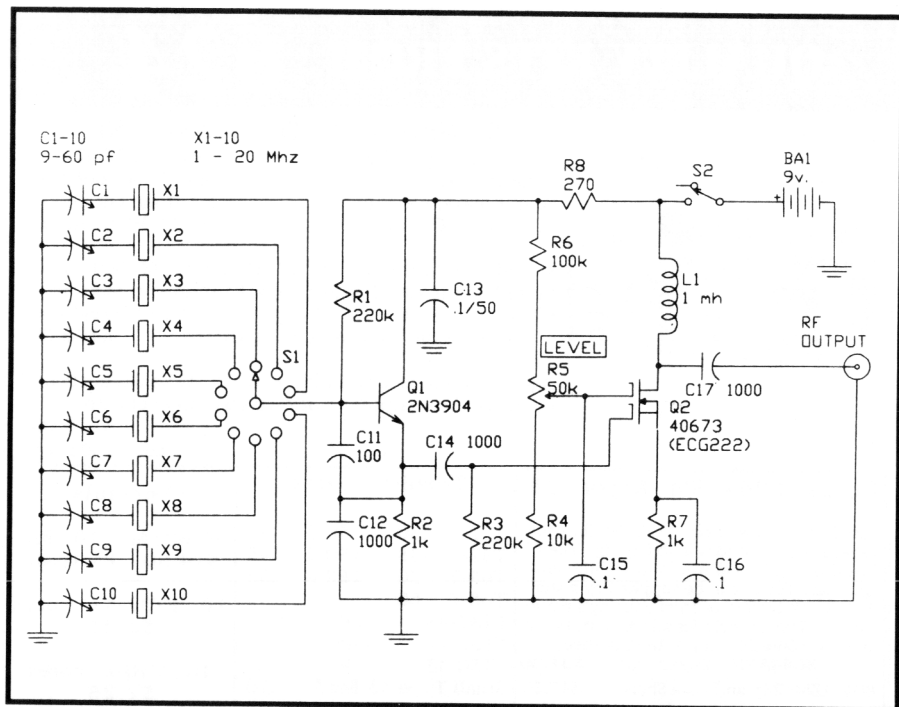 C1-10
9-60 pf
X1-10
1 - 20 Mhz
C1
X1
C2
X2
C3
X3
C4
X4
C5
X5
C6
X6
C7
X7
C8
X8
C9
X9
C10
X10
S1
R1
220k
C13
.1/50
Q1
2N3904
C11
100
C12
1000
R2
1k
C14 1000
R3
220k
R8
270
R6
100k
LEVEL
R5
50k
R4
10k
C15
.1
S2
BA1
9v.
+
L1
1 mh
RF
OUTPUT
C17 1000
Q2
40673
(ECG222)
R7
1k
C16
.1